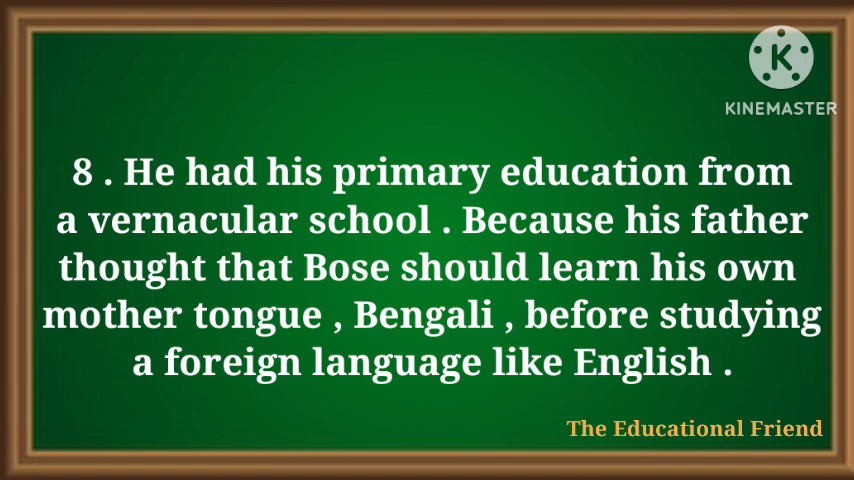 K
KINEMASTER
8 . He had his primary education from
a vernacular school . Because his father
thought that Bose should learn his own
mother tongue , Bengali , before studying
a foreign language like English .
The Educational Friend